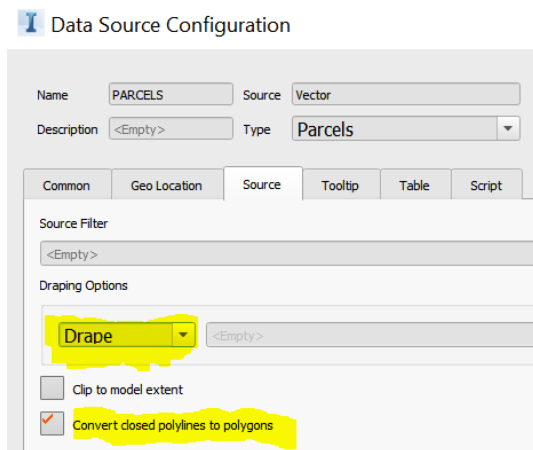 Data Source Configuration
Name PARCELS Source Vector
Description <Empty> Type Parcels
Common Geo Location Source Tooltip Table Script
Source Filter
<Empty>
Draping Options
Drape <Empty>
Clip to model extent
Convert closed polylines to polygons